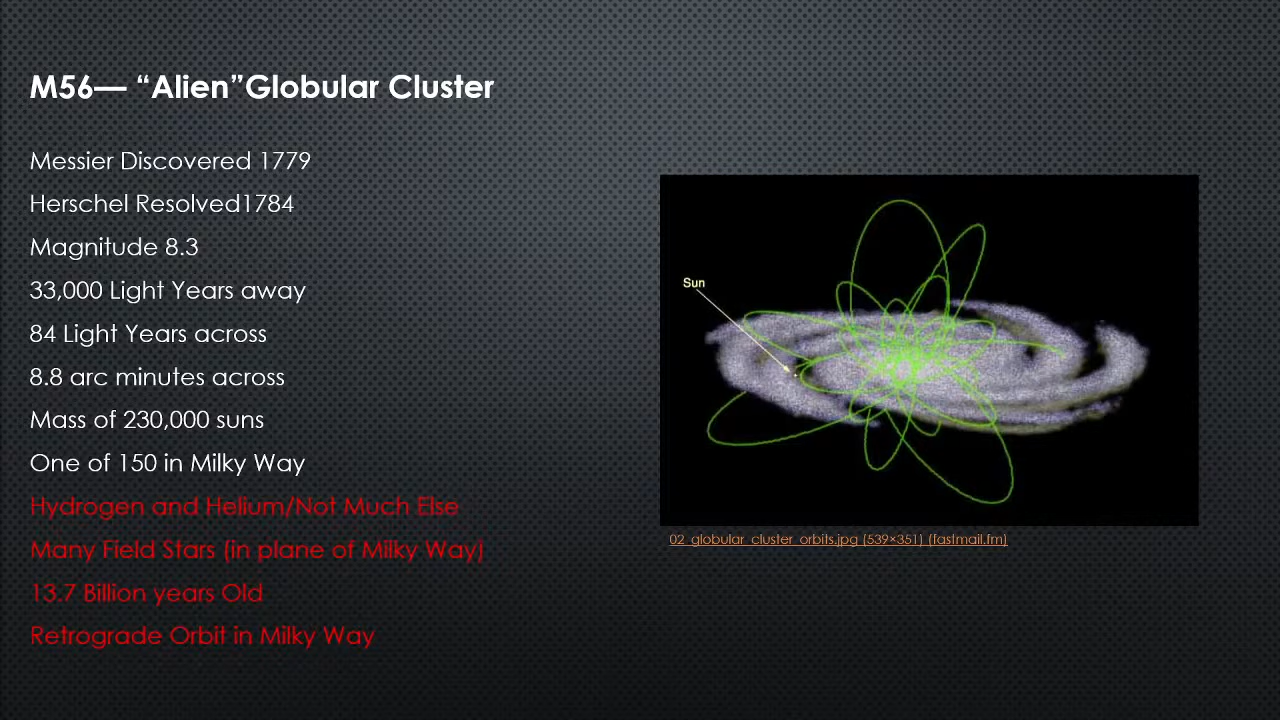 M56— “Alien”Globular Cluster
Messier Discovered 1779
Herschel Resolved1784
Magnitude 8.3
33,000 Light Years away
84 Light Years across
8.8 arc minutes across
Mass of 230,000 suns
One of 150 in Milky Way
Hydrogen and Helium/Not Much Else
Many Field Stars (in plane of Milky Way)
13.7 Billion years Old
Retrograde Orbit in Milky Way
Sun
02_globular_cluster_orbits.jpg (539×351) (fastmail.fm)